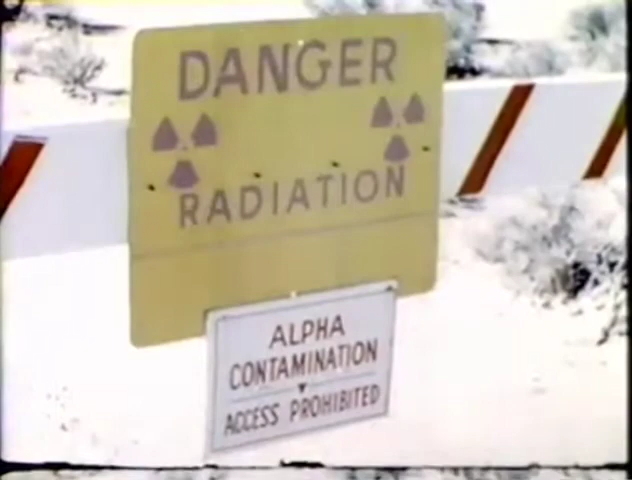 DANGER
RADIATION
ALPHA
CONTAMINATION
ACCESS PROHIBITED